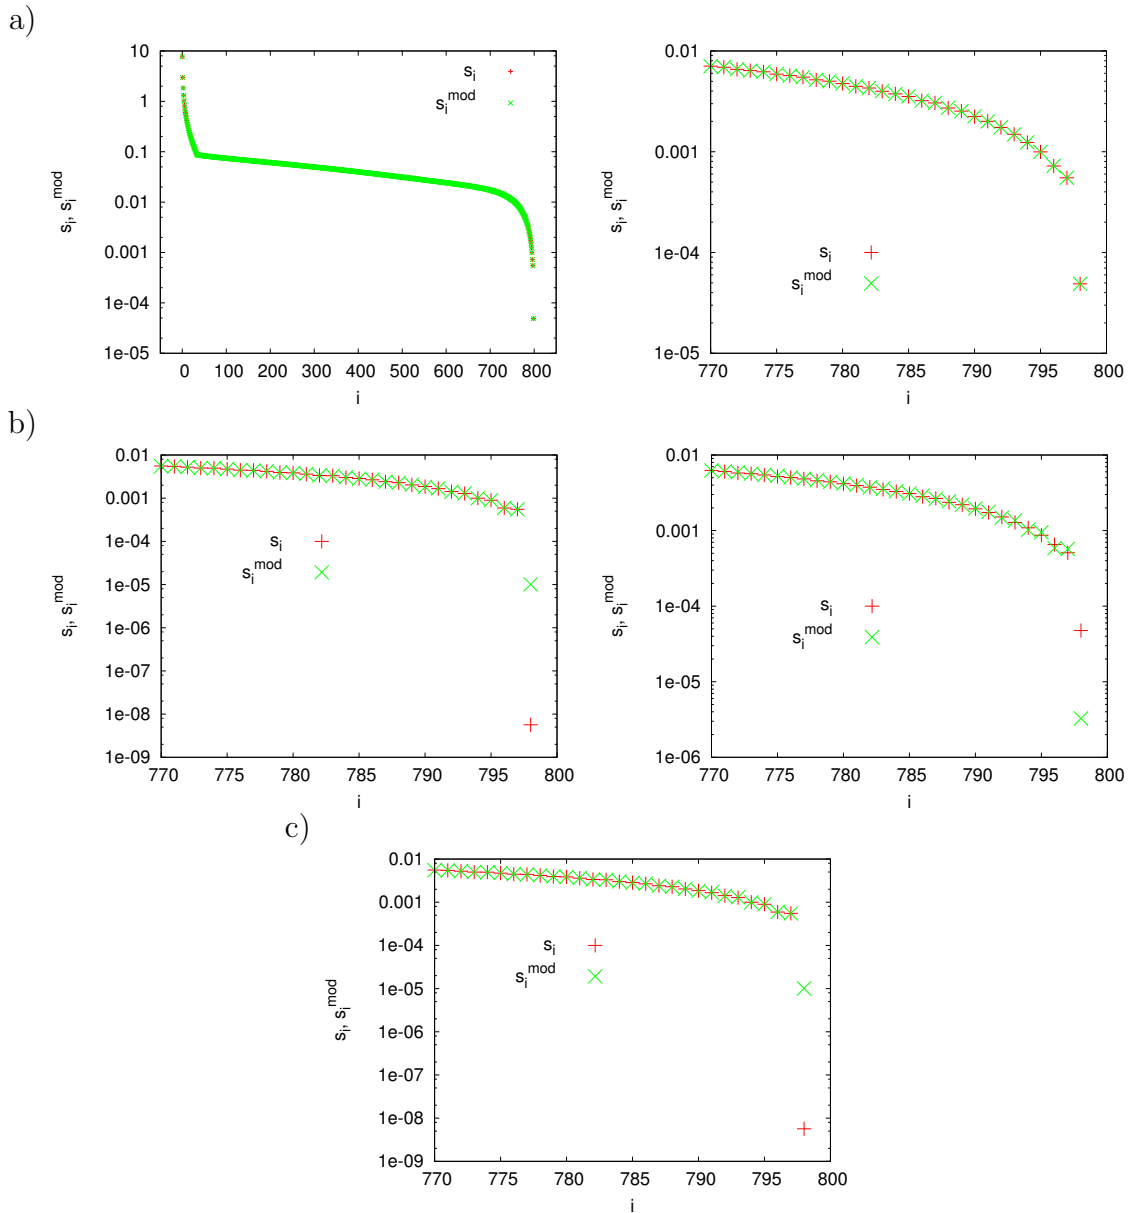 a)
10
1
0.1
0.01
0.001
1e-04
1e-05
0 100 200 300 400 500 600 700 800
i
s_i, s_i^mod
s_i
s_i^mod
0.01
0.001
1e-04
1e-05
770 775 780 785 790 795 800
i
s_i, s_i^mod
s_i
s_i^mod
b)
0.01
0.001
1e-04
1e-05
1e-06
1e-07
1e-08
1e-09
770 775 780 785 790 795 800
i
s_i, s_i^mod
s_i
s_i^mod
0.01
0.001
1e-04
1e-05
1e-06
770 775 780 785 790 795 800
i
s_i, s_i^mod
s_i
s_i^mod
c)
0.01
0.001
1e-04
1e-05
1e-06
1e-07
1e-08
1e-09
770 775 780 785 790 795 800
i
s_i, s_i^mod
s_i
s_i^mod